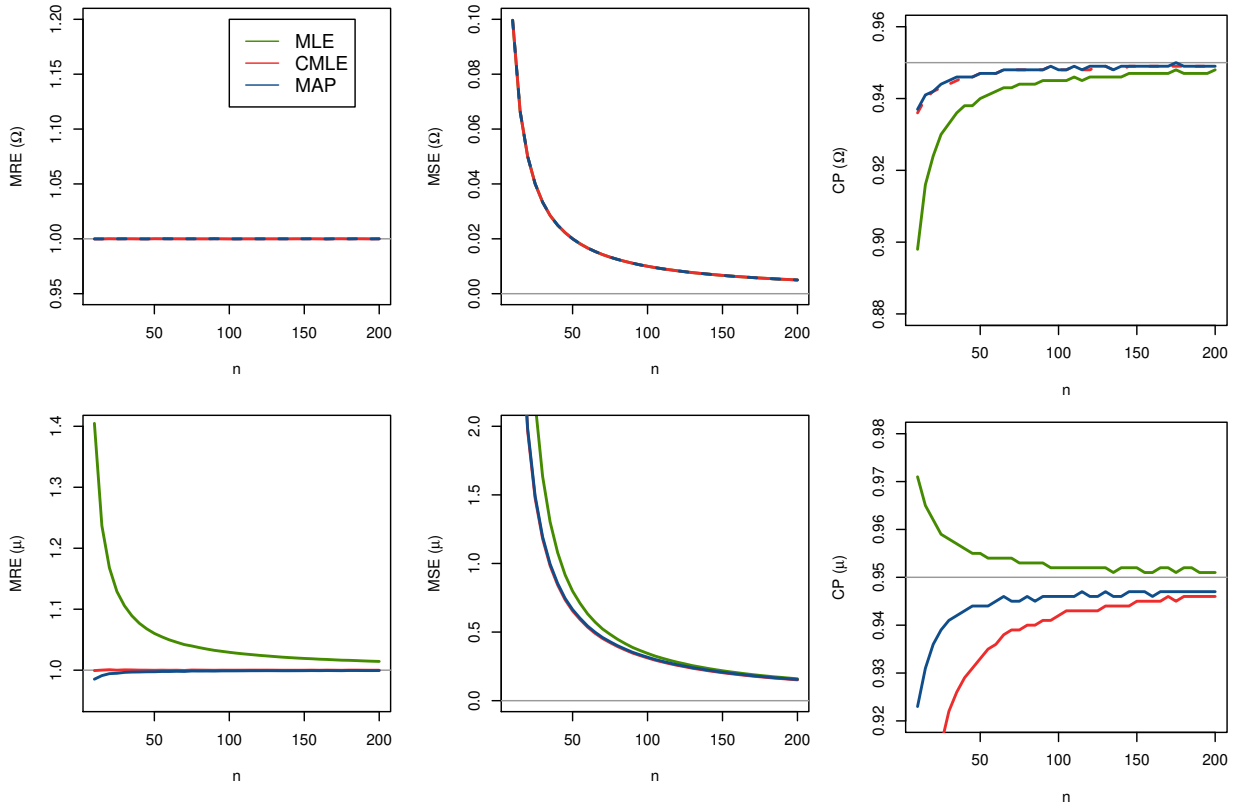 MRE (Ω)
0.95 1.00 1.05 1.10 1.15 1.20
MLE
CMLE
MAP
50 100 150 200
n
MSE (Ω)
0.00 0.02 0.04 0.06 0.08 0.10
50 100 150 200
n
CP (Ω)
0.88 0.90 0.92 0.94 0.96
50 100 150 200
n
MRE (μ)
1.0 1.1 1.2 1.3 1.4
50 100 150 200
n
MSE (μ)
0.0 0.5 1.0 1.5 2.0
50 100 150 200
n
CP (μ)
0.92 0.93 0.94 0.95 0.96 0.97 0.98
50 100 150 200
n